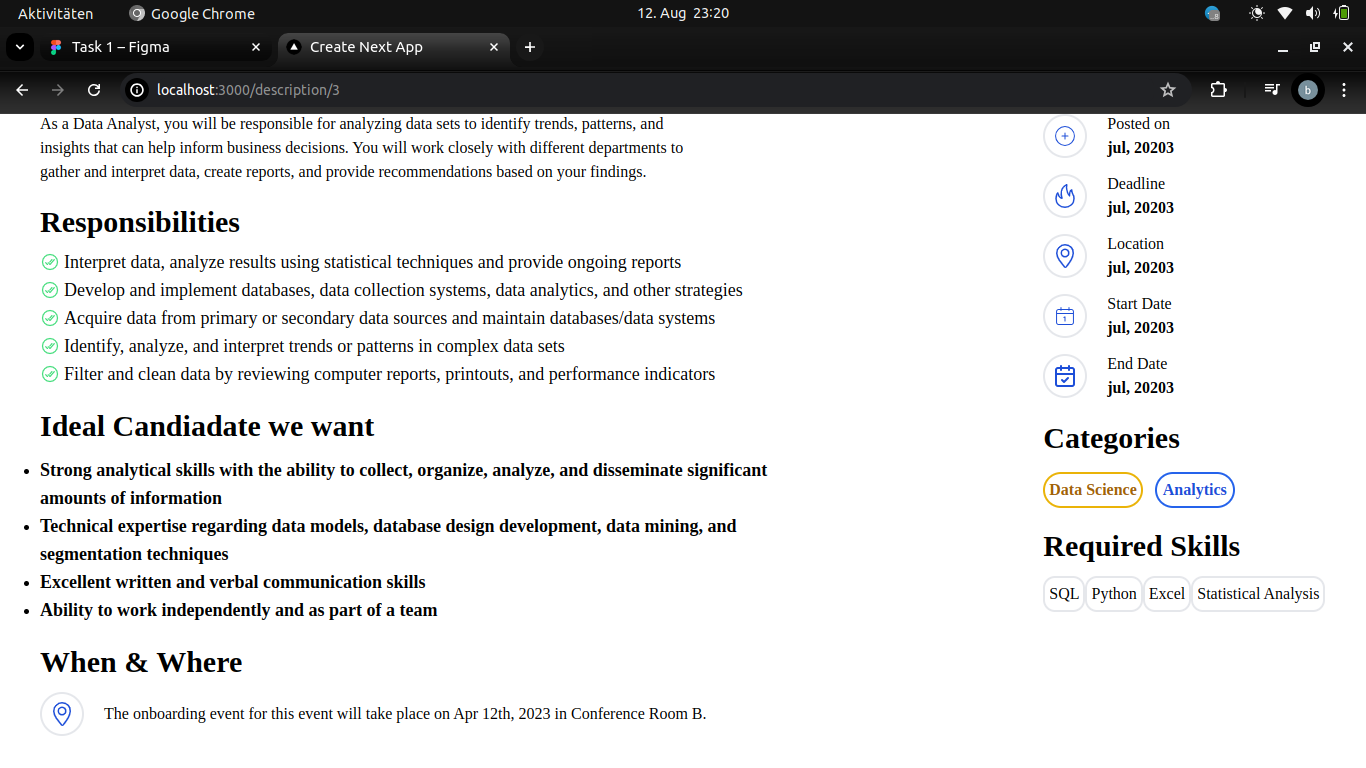 Aktivitäten
Google Chrome
12. Aug 23:20
Task 1 – Figma
Create Next App
localhost:3000/description/3
b
As a Data Analyst, you will be responsible for analyzing data sets to identify trends, patterns, and
insights that can help inform business decisions. You will work closely with different departments to
gather and interpret data, create reports, and provide recommendations based on your findings.
Responsibilities
Interpret data, analyze results using statistical techniques and provide ongoing reports
Develop and implement databases, data collection systems, data analytics, and other strategies
Acquire data from primary or secondary data sources and maintain databases/data systems
Identify, analyze, and interpret trends or patterns in complex data sets
Filter and clean data by reviewing computer reports, printouts, and performance indicators
Ideal Candiadate we want
• Strong analytical skills with the ability to collect, organize, analyze, and disseminate significant
amounts of information
• Technical expertise regarding data models, database design development, data mining, and
segmentation techniques
• Excellent written and verbal communication skills
• Ability to work independently and as part of a team
When & Where
The onboarding event for this event will take place on Apr 12th, 2023 in Conference Room B.
Posted on
jul, 20203
Deadline
jul, 20203
Location
jul, 20203
Start Date
1
jul, 20203
End Date
jul, 20203
Categories
Data Science
Analytics
Required Skills
SQL
Python
Excel
Statistical Analysis